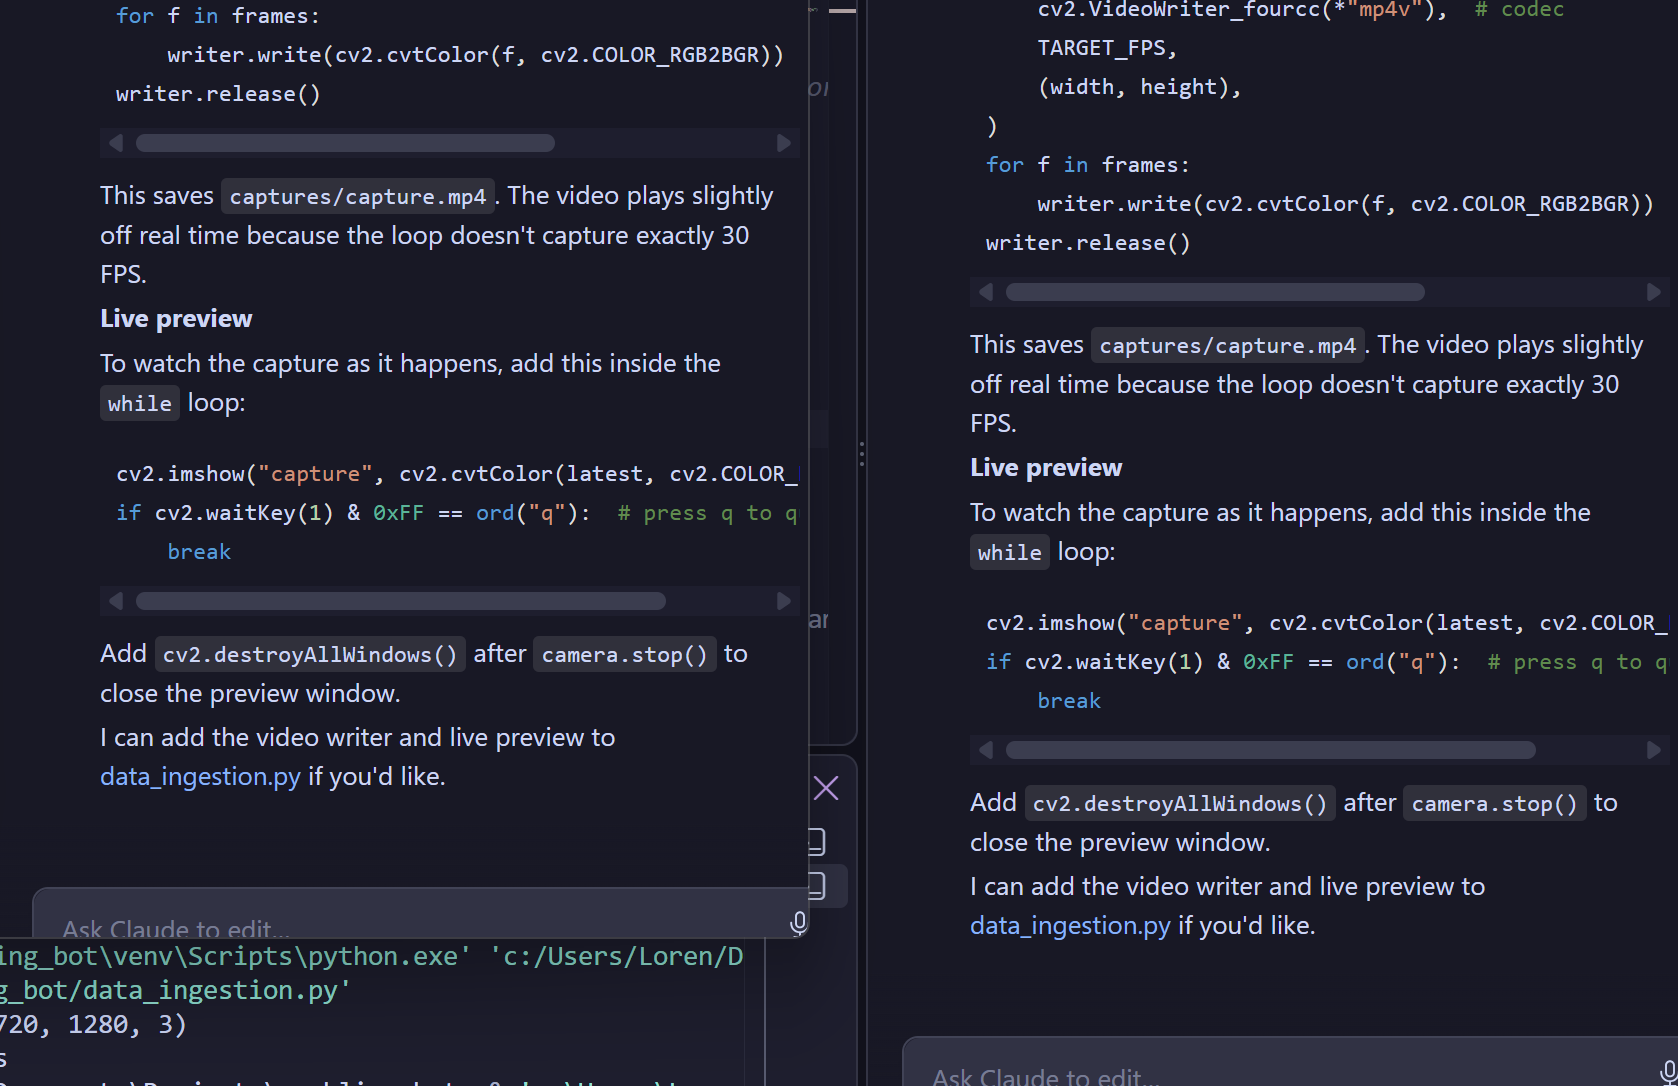 for f in frames:
writer.write(cv2.cvtColor(f, cv2.COLOR_RGB2BGR))
writer.release()
This saves captures/capture.mp4. The video plays slightly
off real time because the loop doesn't capture exactly 30
FPS.
Live preview
To watch the capture as it happens, add this inside the
while loop:
cv2.imshow("capture", cv2.cvtColor(latest, cv2.COLOR_
if cv2.waitKey(1) & 0xFF == ord("q"):  # press q to q
break
Add cv2.destroyAllWindows() after camera.stop() to
close the preview window.
I can add the video writer and live preview to
data_ingestion.py if you'd like.
Ask Claude to edit...
ing_bot\venv\Scripts\python.exe' 'c:/Users/Loren/D
g_bot/data_ingestion.py'
720, 1280, 3)
s
or
ar
cv2.VideoWriter_fourcc(*"mp4v"),  # codec
TARGET_FPS,
(width, height),
)
for f in frames:
writer.write(cv2.cvtColor(f, cv2.COLOR_RGB2BGR))
writer.release()
This saves captures/capture.mp4. The video plays slightly
off real time because the loop doesn't capture exactly 30
FPS.
Live preview
To watch the capture as it happens, add this inside the
while loop:
cv2.imshow("capture", cv2.cvtColor(latest, cv2.COLOR_
if cv2.waitKey(1) & 0xFF == ord("q"):  # press q to q
break
Add cv2.destroyAllWindows() after camera.stop() to
close the preview window.
I can add the video writer and live preview to
data_ingestion.py if you'd like.
Ask Claude to edit...